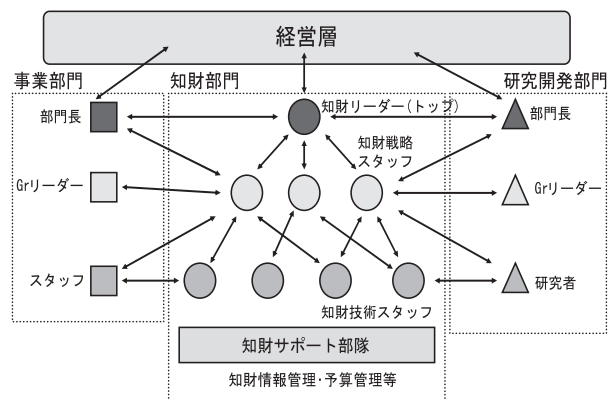 経営層
事業部門
知財部門
研究開発部門
部門長
知財リーダー(トップ)
部門長
知財戦略
スタッフ
Grリーダー
Grリーダー
スタッフ
研究者
知財技術スタッフ
知財サポート部隊
知財情報管理・予算管理等